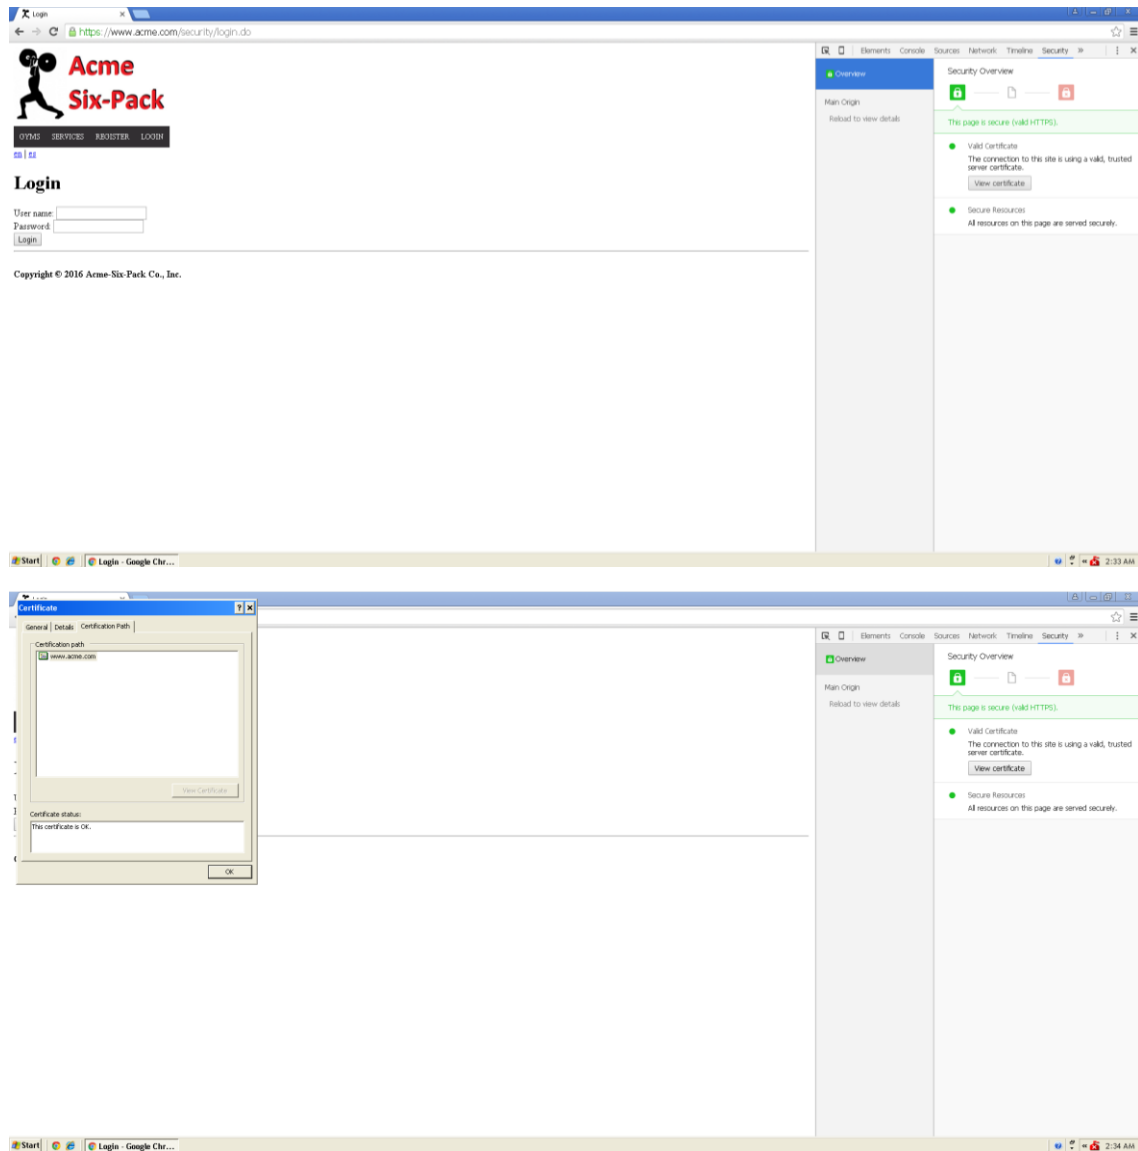 Login
https://www.acme.com/security/login.do
Elements Console Sources Network Timeline Security »
Acme
Six-Pack
GYMS SERVICES REGISTER LOGIN
en | es
Login
User name:
Password:
Login
Copyright © 2016 Acme-Six-Pack Co., Inc.
Overview
Main Origin
Reload to view details
Security Overview
This page is secure (valid HTTPS).
Valid Certificate
The connection to this site is using a valid, trusted
server certificate.
View certificate
Secure Resources
All resources on this page are served securely.
Start
Login - Google Chr...
2:33 AM
Certificate
General Details Certification Path
Certification path
www.acme.com
View Certificate
Certificate status:
This certificate is OK.
OK
Elements Console Sources Network Timeline Security »
Overview
Main Origin
Reload to view details
Security Overview
This page is secure (valid HTTPS).
Valid Certificate
The connection to this site is using a valid, trusted
server certificate.
View certificate
Secure Resources
All resources on this page are served securely.
Start
Login - Google Chr...
2:34 AM